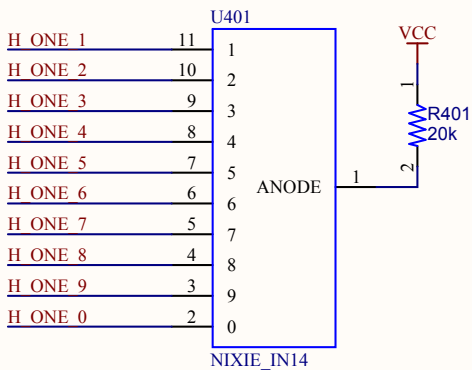 U401
VCC
H_ONE_1 11 1
H_ONE_2 10 2
H_ONE_3 9 3
H_ONE_4 8 4
H_ONE_5 7 5
H_ONE_6 6 6
H_ONE_7 5 7
H_ONE_8 4 8
H_ONE_9 3 9
H_ONE_0 2 0
ANODE 1
1
R401
20k
2
NIXIE_IN14